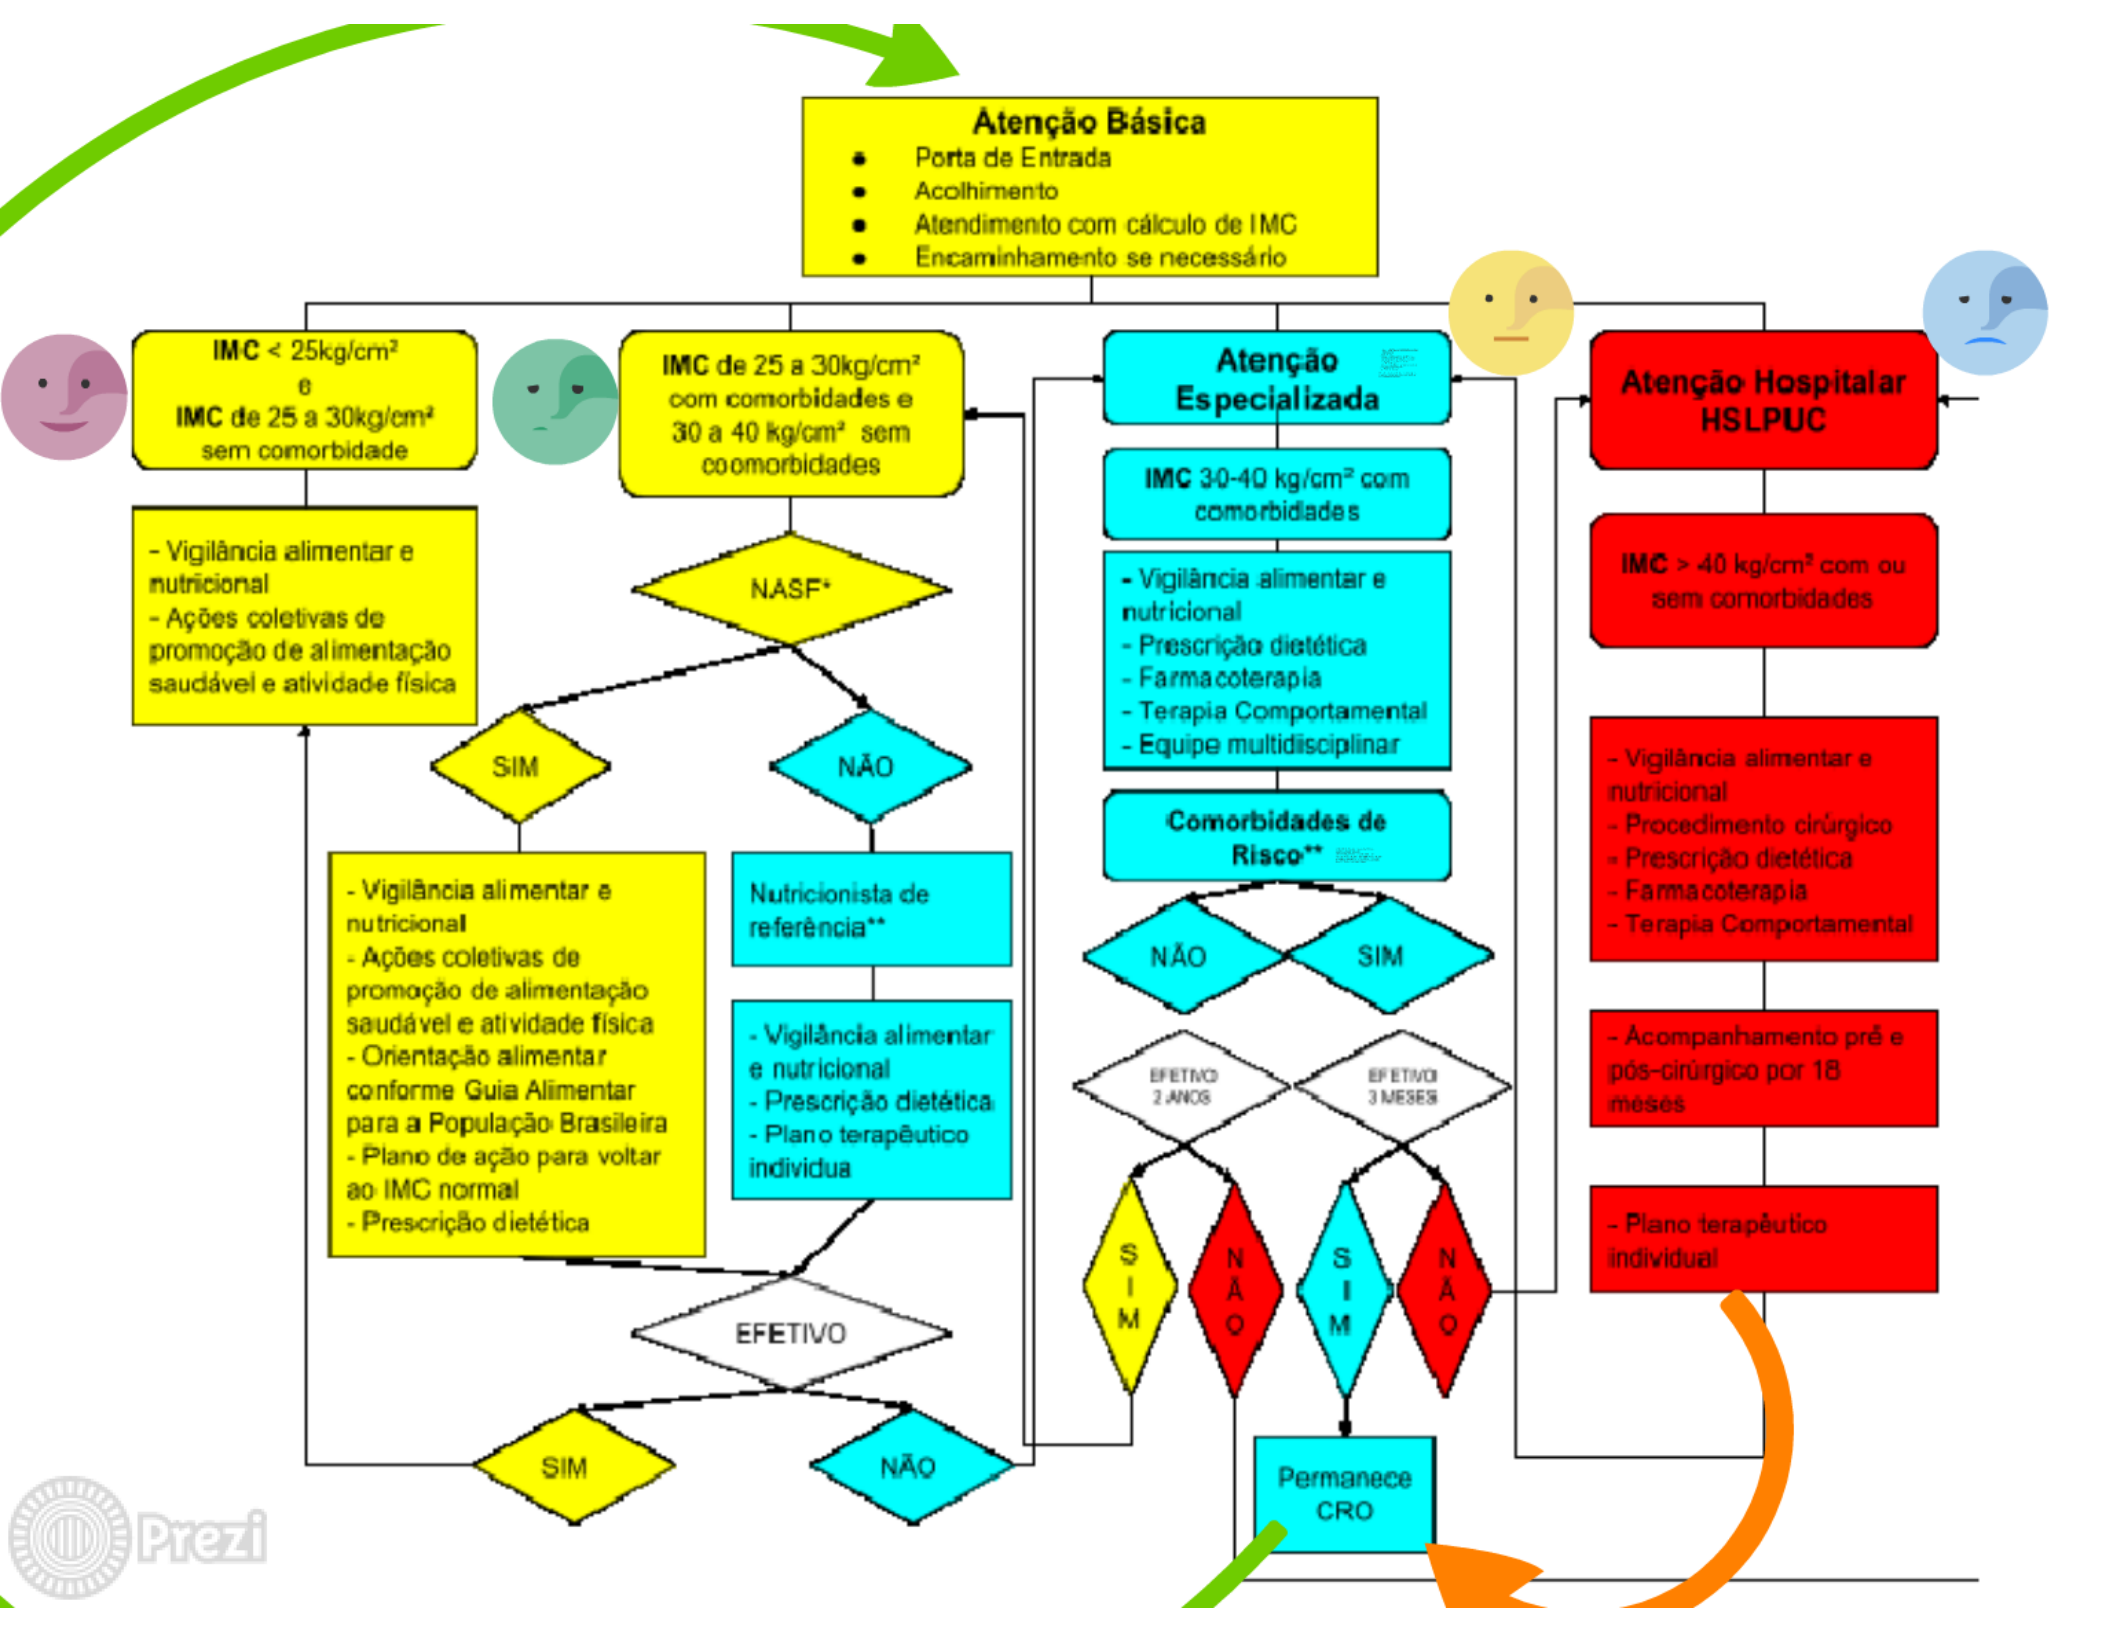 Atenção Básica
● Porta de Entrada
● Acolhimento
● Atendimento com cálculo de IMC
● Encaminhamento se necessário
IMC < 25kg/cm²
e
IMC de 25 a 30kg/cm²
sem comorbidade
- Vigilância alimentar e
nutricional
- Ações coletivas de
promoção de alimentação
saudável e atividade física
IMC de 25 a 30kg/cm²
com comorbidades e
30 a 40 kg/cm² sem
coomorbidades
NASF*
SIM
NÃO
- Vigilância alimentar e
nutricional
- Ações coletivas de
promoção de alimentação
saudável e atividade física
- Orientação alimentar
conforme Guia Alimentar
para a População Brasileira
- Plano de ação para voltar
ao IMC normal
- Prescrição dietética
Nutricionista de
referência**
- Vigilância alimentar
e nutricional
- Prescrição dietética
- Plano terapêutico
individua
EFETIVO
SIM
NÃO
Atenção
Especializada
IMC 30-40 kg/cm² com
comorbidades
- Vigilância alimentar e
nutricional
- Prescrição dietética
- Farmacoterapia
- Terapia Comportamental
- Equipe multidisciplinar
Comorbidades de
Risco**
NÃO
SIM
EFETIVO
2 ANOS
EFETIVO
3 MESES
SIM
NÃO
SIM
NÃO
Permanece
CRO
Atenção Hospitalar
HSLPUC
IMC > 40 kg/cm² com ou
sem comorbidades
- Vigilância alimentar e
nutricional
- Procedimento cirúrgico
- Prescrição dietética
- Farmacoterapia
- Terapia Comportamental
- Acompanhamento pré e
pós-cirúrgico por 18
meses
- Plano terapêutico
individual
Prezi